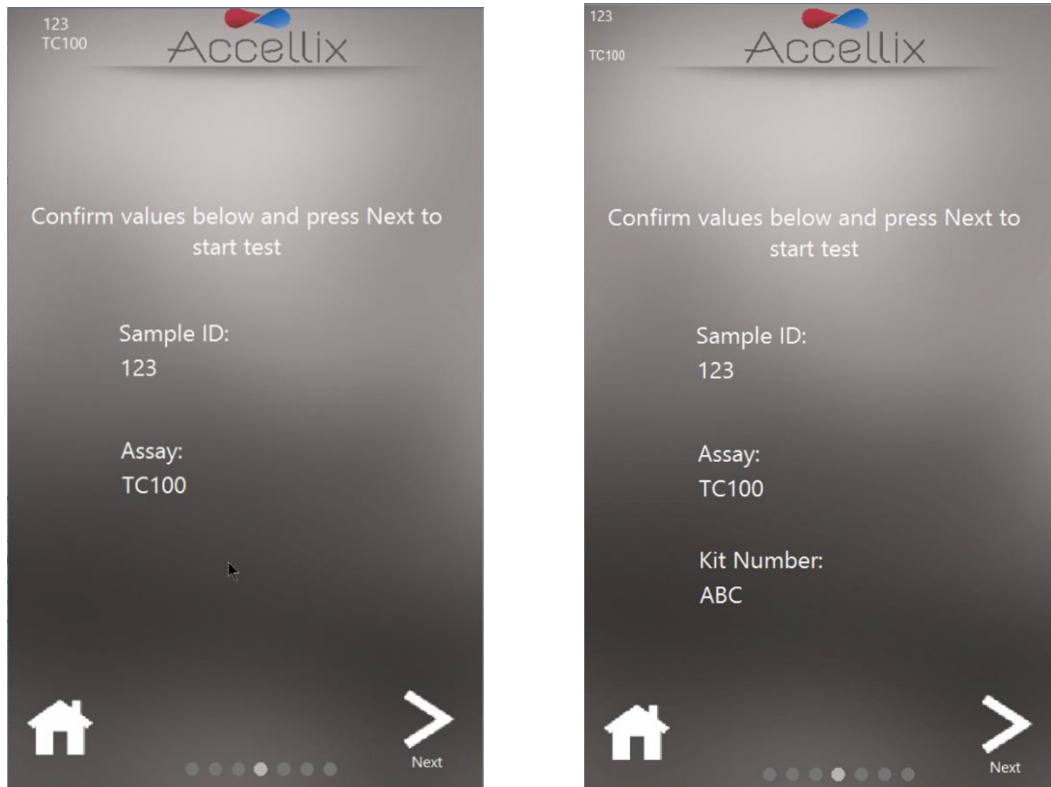 123
TC100
Accellix
Confirm values below and press Next to
start test
Sample ID:
123
Assay:
TC100
Next
123
TC100
Accellix
Confirm values below and press Next to
start test
Sample ID:
123
Assay:
TC100
Kit Number:
ABC
Next